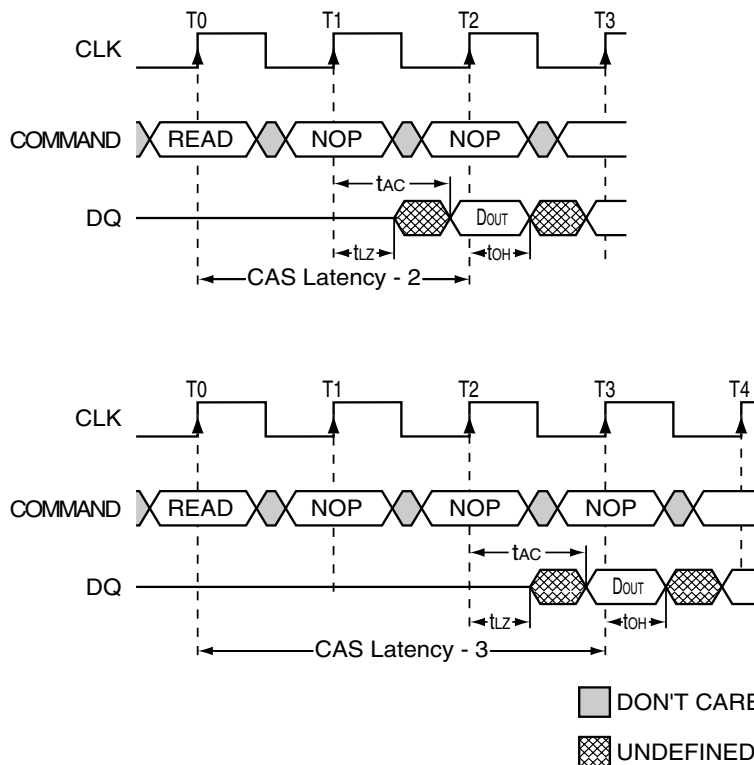 T0 T1 T2 T3
CLK
COMMAND READ NOP NOP
tAC
DQ DOUT
tLZ tOH
CAS Latency - 2
T0 T1 T2 T3 T4
CLK
COMMAND READ NOP NOP NOP
tAC
DQ DOUT
tLZ tOH
CAS Latency - 3
DON'T CARE
UNDEFINED